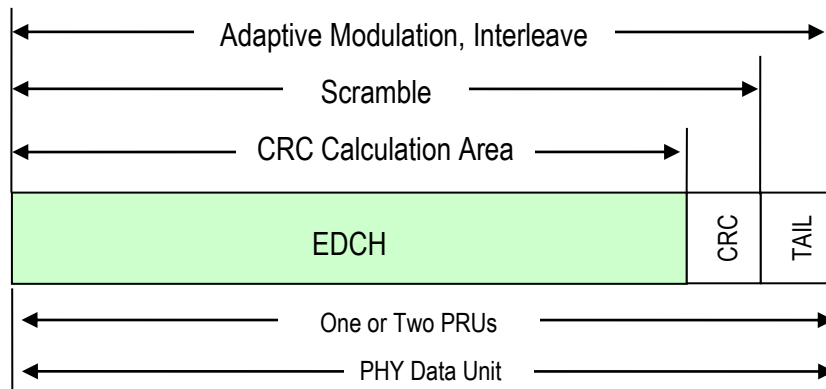 Adaptive Modulation, Interleave
Scramble
CRC Calculation Area
EDCH
CRC
TAIL
One or Two PRUs
PHY Data Unit